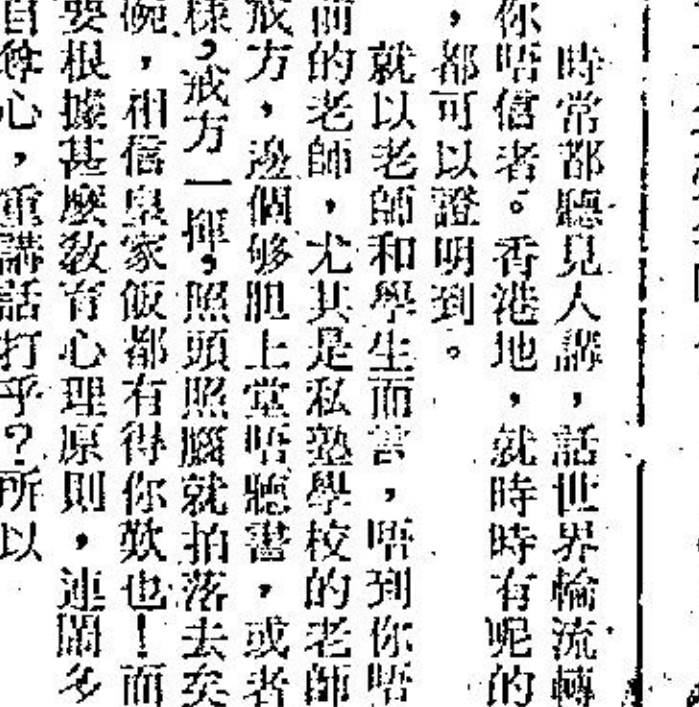 時常都聽見人講，話世界輪流轉
你唔信者。香港地，就時時有呢的
，都可以證明到。
就以老師和學生而言，唔到你唔
前的老師，尤其是私塾學校的老師
戒方，邊個够胆上堂唔聽書，或者
樣，戒方一揮，照頭照腦就拍落去矣
碗，相信皇家飯都有得你歎也！而
要根據甚麽教育心理原則，連鬧多
自尊心，重講話打乎？所以